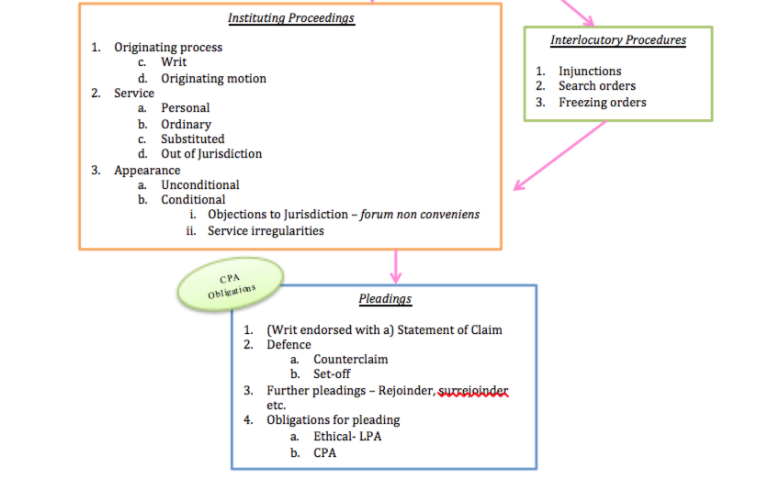 Instituting Proceedings
1. Originating process
c. Writ
d. Originating motion
2. Service
a. Personal
b. Ordinary
c. Substituted
d. Out of Jurisdiction
3. Appearance
a. Unconditional
b. Conditional
i. Objections to Jurisdiction – forum non conveniens
ii. Service irregularities
Interlocutory Procedures
1. Injunctions
2. Search orders
3. Freezing orders
CPA
Obligations
Pleadings
1. (Writ endorsed with a) Statement of Claim
2. Defence
a. Counterclaim
b. Set-off
3. Further pleadings – Rejoinder, surrejoinder
etc.
4. Obligations for pleading
a. Ethical- LPA
b. CPA